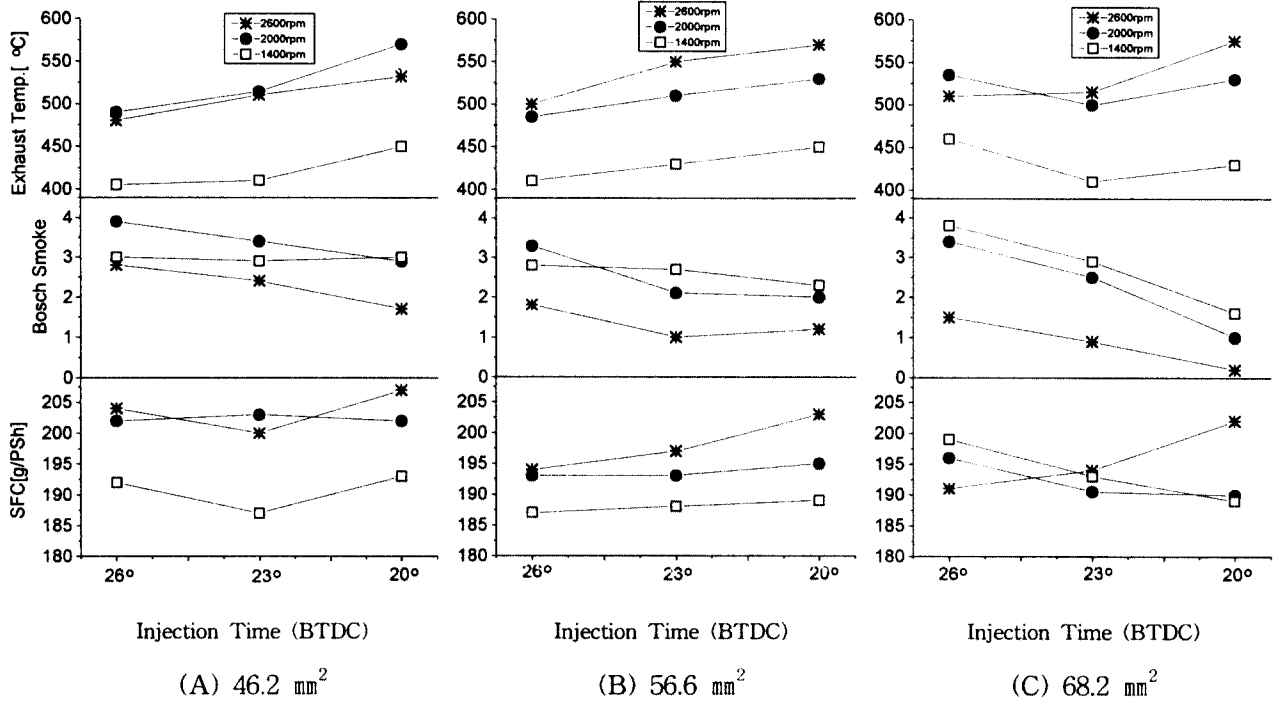 600
550
500
450
400
Exhaust Temp.[ ºC]
2600rpm
2000rpm
1400rpm
4
3
2
1
0
Bosch Smoke
205
200
195
190
185
180
SFC[g/PSh]
26º
23º
20º
Injection Time (BTDC)
(A) 46.2 ㎟
600
550
500
450
400
2600rpm
2000rpm
1400rpm
4
3
2
1
0
205
200
195
190
185
180
26º
23º
20º
Injection Time (BTDC)
(B) 56.6 ㎟
600
550
500
450
400
2600rpm
2000rpm
1400rpm
4
3
2
1
0
205
200
195
190
185
180
26º
23º
20º
Injection Time (BTDC)
(C) 68.2 ㎟